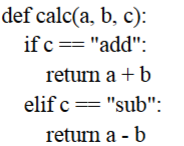 def calc(a, b, c):
    if c == "add":
        return a + b
    elif c == "sub":
        return a - b